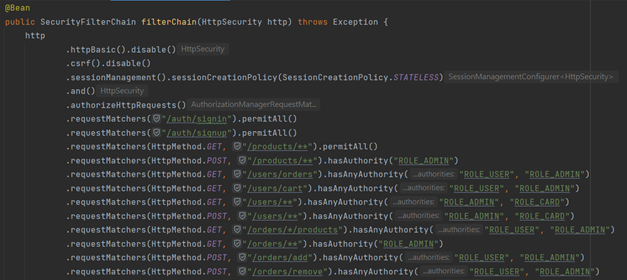 @Bean
public SecurityFilterChain filterChain(HttpSecurity http) throws Exception {
http
.httpBasic().disable() HttpSecurity
.csrf().disable()
.sessionManagement().sessionCreationPolicy(SessionCreationPolicy.STATELESS) SessionManagementConfigurer<HttpSecurity>
.and() HttpSecurity
.authorizeHttpRequests() AuthorizationManagerRequestMat…
.requestMatchers("/auth/signin").permitAll()
.requestMatchers("/auth/signup").permitAll()
.requestMatchers(HttpMethod.GET, "/products/**").permitAll()
.requestMatchers(HttpMethod.POST, "/products/**").hasAuthority("ROLE_ADMIN")
.requestMatchers(HttpMethod.GET, "/users/orders").hasAnyAuthority( …authorities: "ROLE_USER", "ROLE_ADMIN")
.requestMatchers(HttpMethod.GET, "/users/cart").hasAnyAuthority( …authorities: "ROLE_USER", "ROLE_ADMIN")
.requestMatchers(HttpMethod.GET, "/users/**").hasAnyAuthority( …authorities: "ROLE_ADMIN", "ROLE_CARD")
.requestMatchers(HttpMethod.POST, "/users/**").hasAnyAuthority( …authorities: "ROLE_ADMIN", "ROLE_CARD")
.requestMatchers(HttpMethod.GET, "/orders/*/products").hasAnyAuthority( …authorities: "ROLE_USER", "ROLE_ADMIN")
.requestMatchers(HttpMethod.GET, "/orders/**").hasAuthority("ROLE_ADMIN")
.requestMatchers(HttpMethod.POST, "/orders/add").hasAnyAuthority( …authorities: "ROLE_USER", "ROLE_ADMIN")
.requestMatchers(HttpMethod.POST, "/orders/remove").hasAnyAuthority( …authorities: "ROLE_USER", "ROLE_ADMIN")